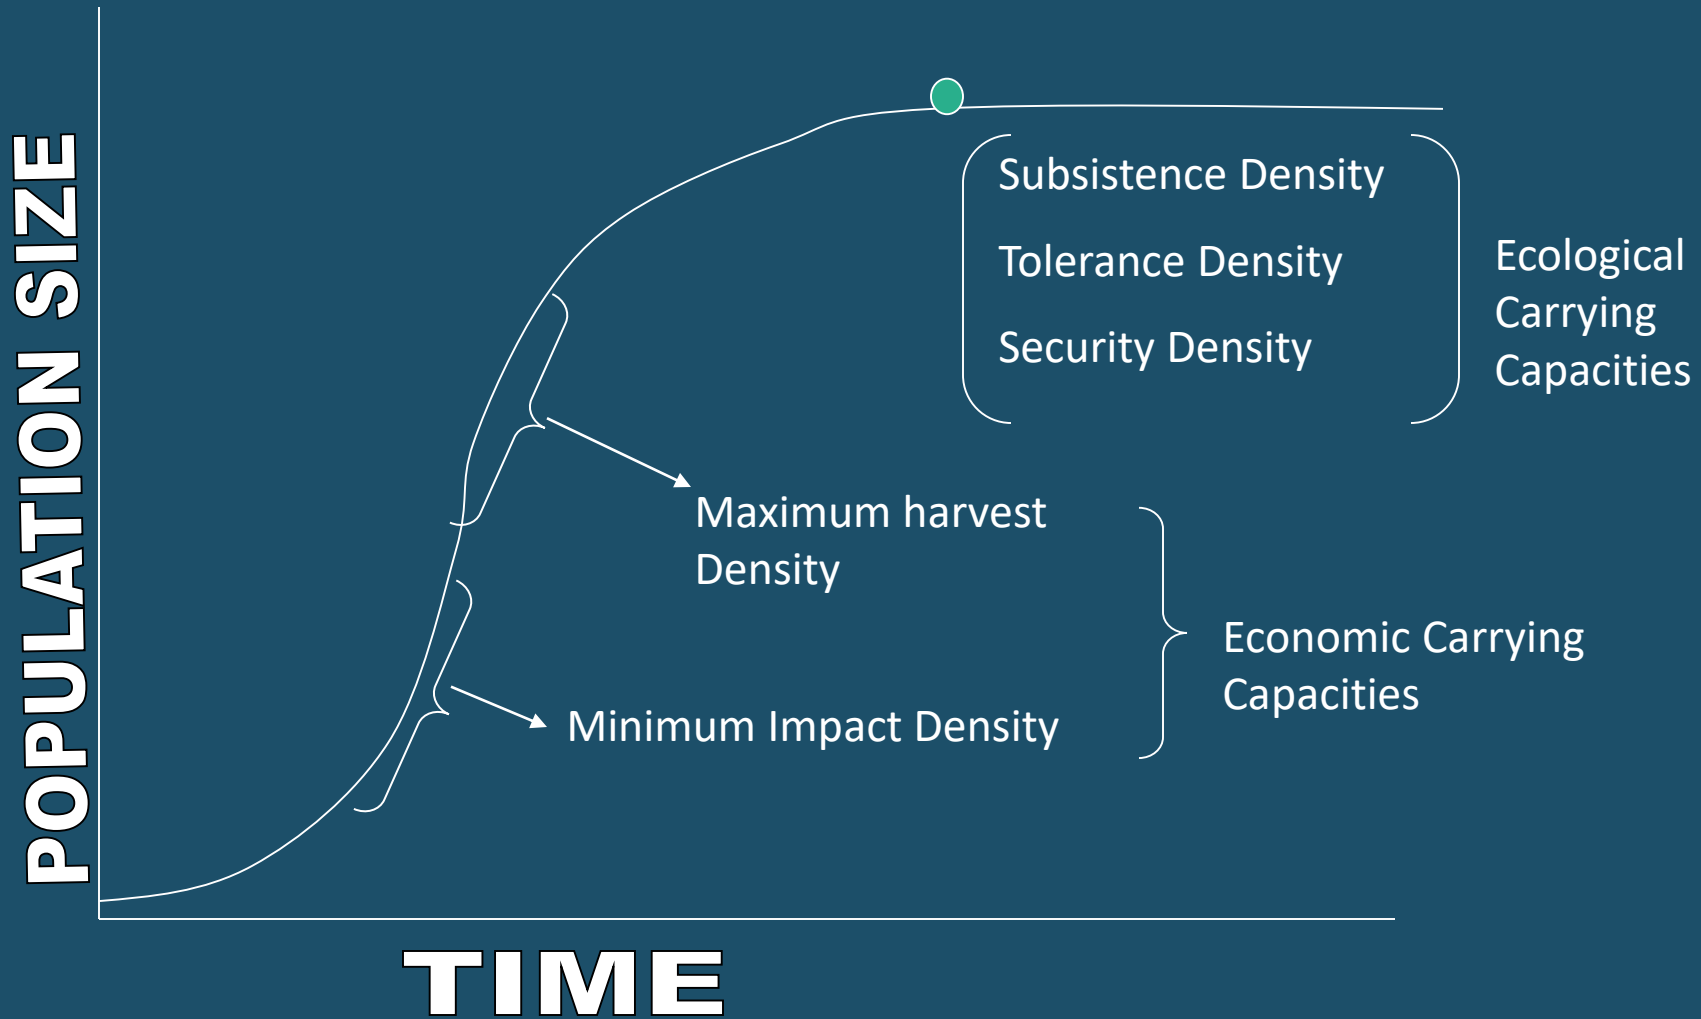 POPULATION SIZE
Subsistence Density
Tolerance Density
Security Density
Ecological
Carrying
Capacities
Maximum harvest
Density
Economic Carrying
Capacities
Minimum Impact Density
TIME